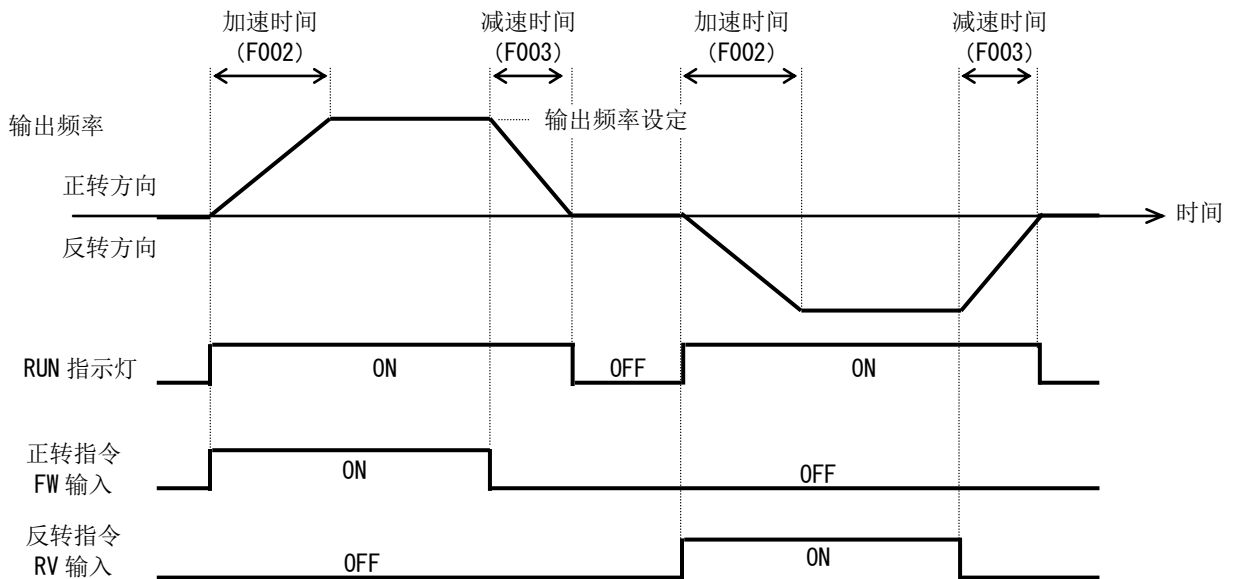 加速时间 减速时间 加速时间 减速时间
(F002) (F003) (F002) (F003)
输出频率
输出频率设定
正转方向
时间
反转方向
RUN 指示灯 ON OFF ON
正转指令
FW 输入 ON OFF
反转指令
RV 输入 OFF ON